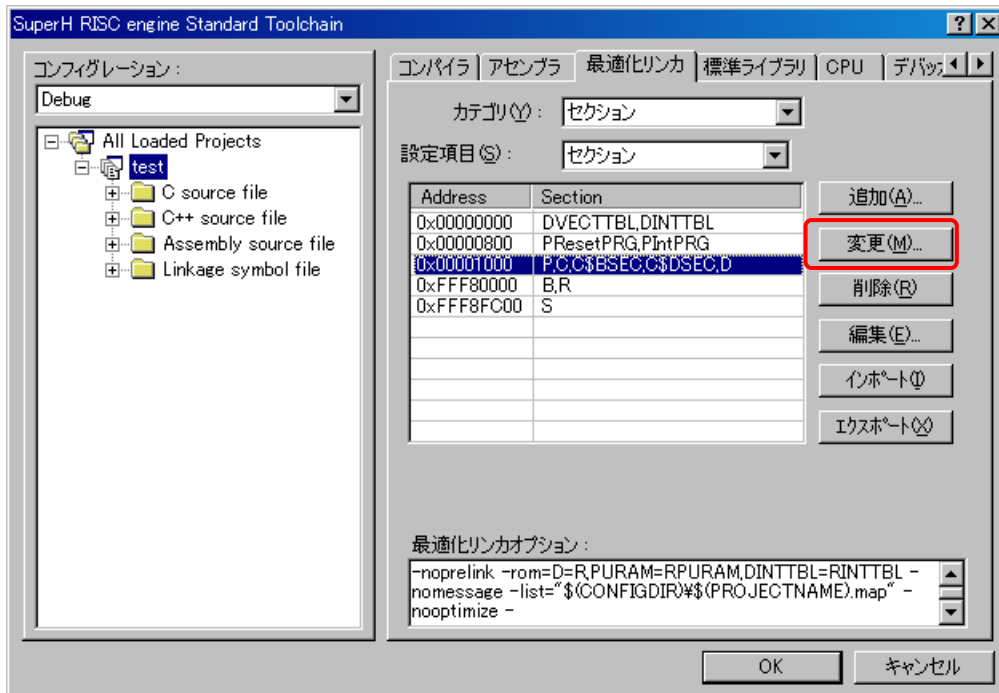 SuperH RISC engine Standard Toolchain
コンフィグレーション :
Debug
All Loaded Projects
test
C source file
C++ source file
Assembly source file
Linkage symbol file
コンパイラ アセンブラ 最適化リンカ 標準ライブラリ CPU デバッ
カテゴリ(Y) : セクション
設定項目(S) : セクション
Address Section
0x00000000 DVECTTBL,DINTTBL
0x00000800 PResetPRG,PIntPRG
0x00001000 P,C,C$BSEC,C$DSEC,D
0xFFF80000 B,R
0xFFF8FC00 S
追加(A)...
変更(M)...
削除(R)
編集(E)...
インポート(I)
エクスポート(X)
最適化リンカオプション :
-noprelink -rom=D=R,PURAM=RPURAM,DINTTBL=RINTTBL -
nomessage -list="$(CONFIGDIR)¥$(PROJECTNAME).map" -
nooptimize -
OK キャンセル